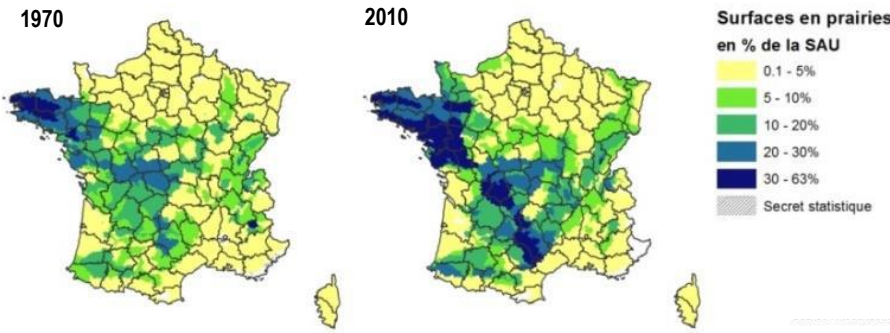 1970
2010
Surfaces en prairies
en % de la SAU
0.1 - 5%
5 - 10%
10 - 20%
20 - 30%
30 - 63%
Secret statistique